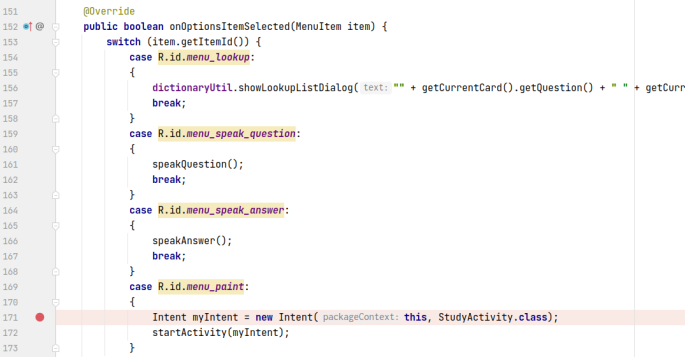 151 @Override
152 @ public boolean onOptionsItemSelected(MenuItem item) {
153 switch (item.getItemId()) {
154 case R.id.menu_lookup:
155 {
156 dictionaryUtil.showLookupListDialog( text: "" + getCurrentCard().getQuestion() + " " + getCurr
157 break;
158 }
159 case R.id.menu_speak_question:
160 {
161 speakQuestion();
162 break;
163 }
164 case R.id.menu_speak_answer:
165 {
166 speakAnswer();
167 break;
168 }
169 case R.id.menu_paint:
170 {
171 Intent myIntent = new Intent( packageContext: this, StudyActivity.class);
172 startActivity(myIntent);
173 }